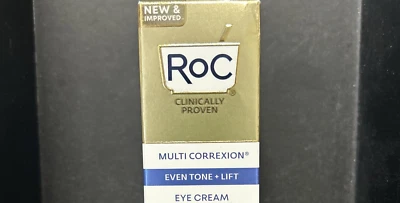 NEW &
IMPROVED
RoC
CLINICALLY
PROVEN
MULTI CORREXION®
EVEN TONE + LIFT
EYE CREAM